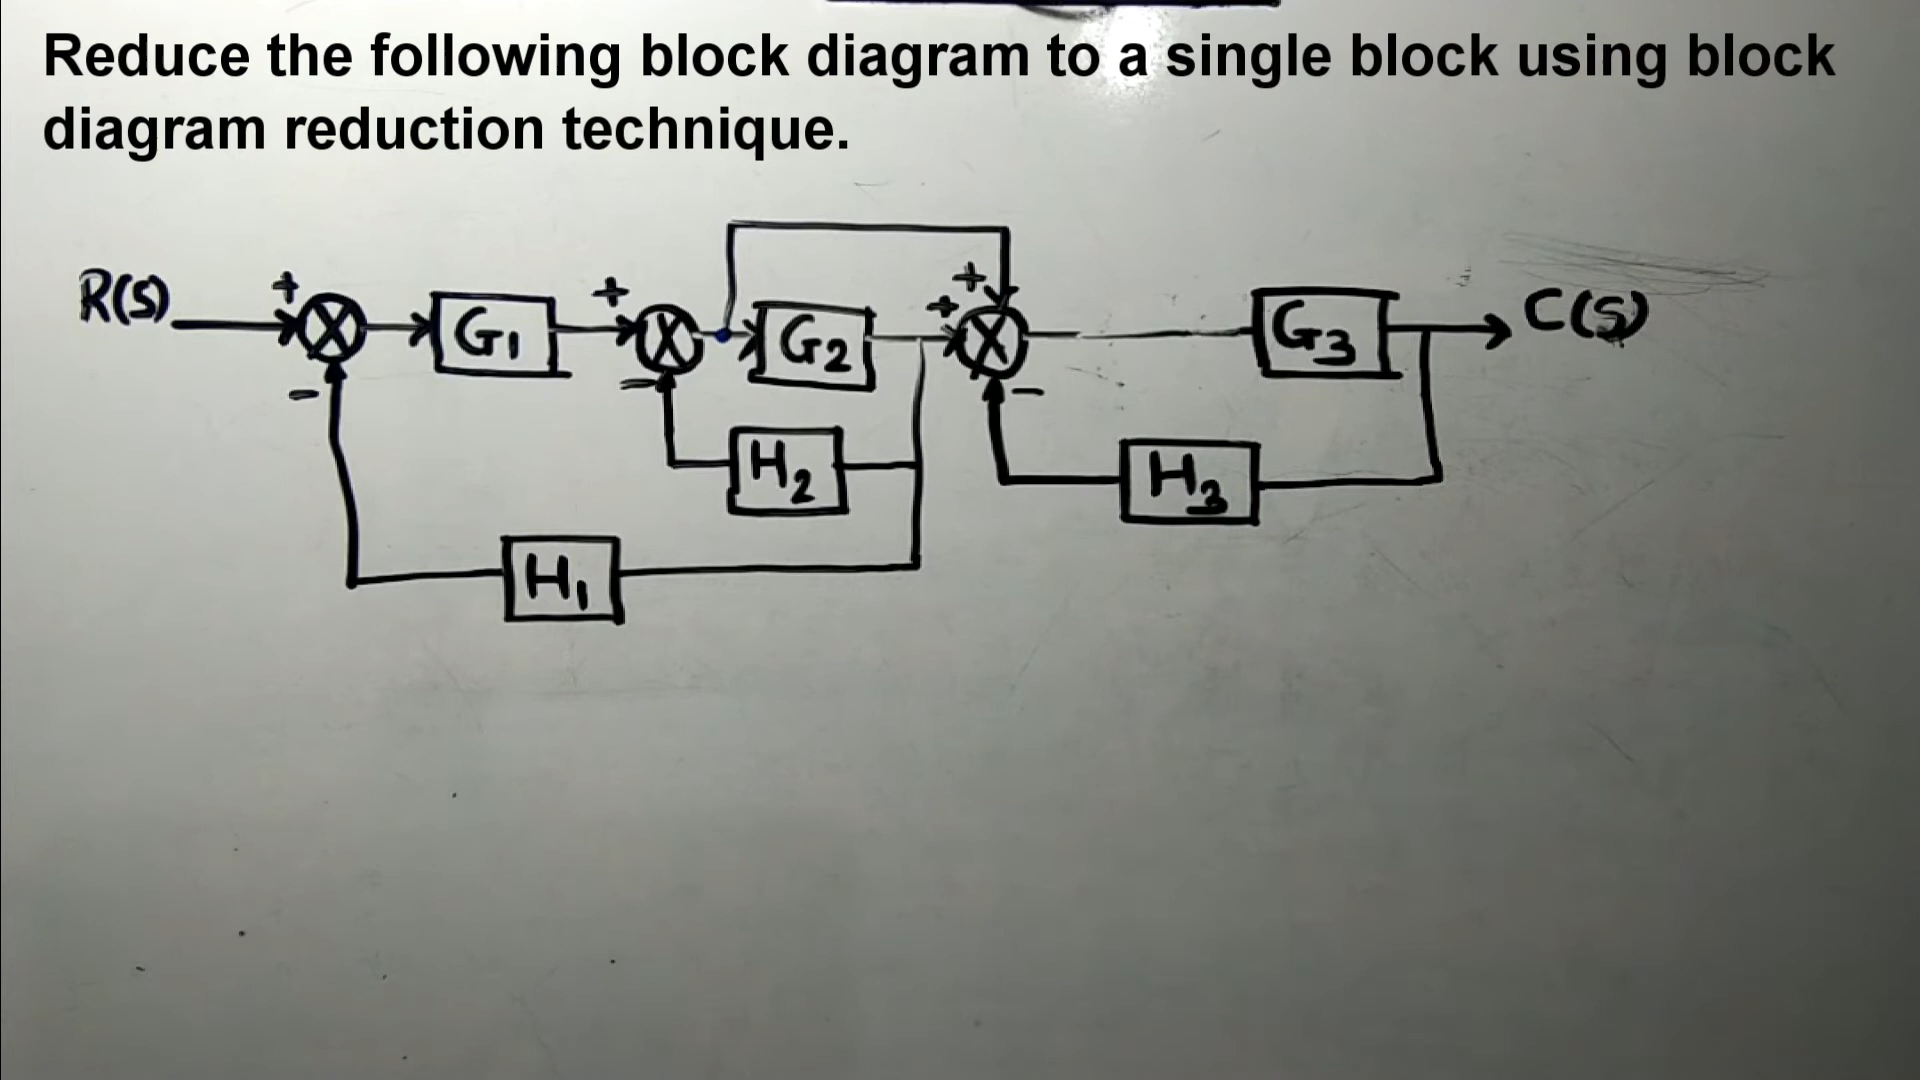 Reduce the following block diagram to a single block using block
diagram reduction technique.
R(S) + - G1 + - G2 + + - G3 C(S)
H2 H3
H1